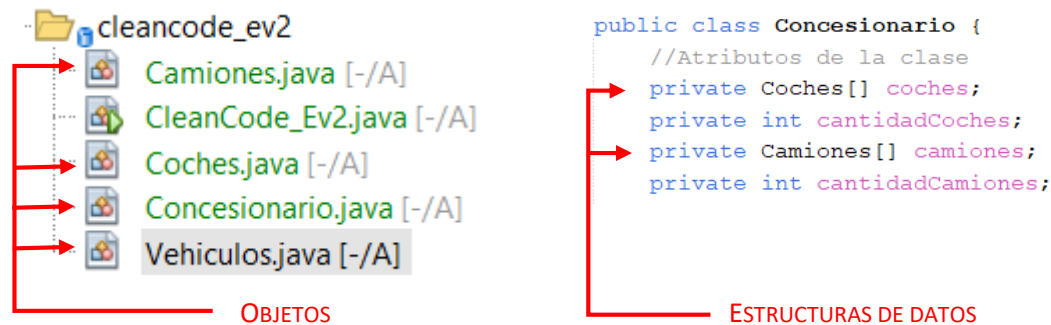 cleancode_ev2
Camiones.java [-/A]
CleanCode_Ev2.java [-/A]
Coches.java [-/A]
Concesionario.java [-/A]
Vehiculos.java [-/A]
OBJETOS
public class Concesionario {
//Atributos de la clase
private Coches[] coches;
private int cantidadCoches;
private Camiones[] camiones;
private int cantidadCamiones;
ESTRUCTURAS DE DATOS